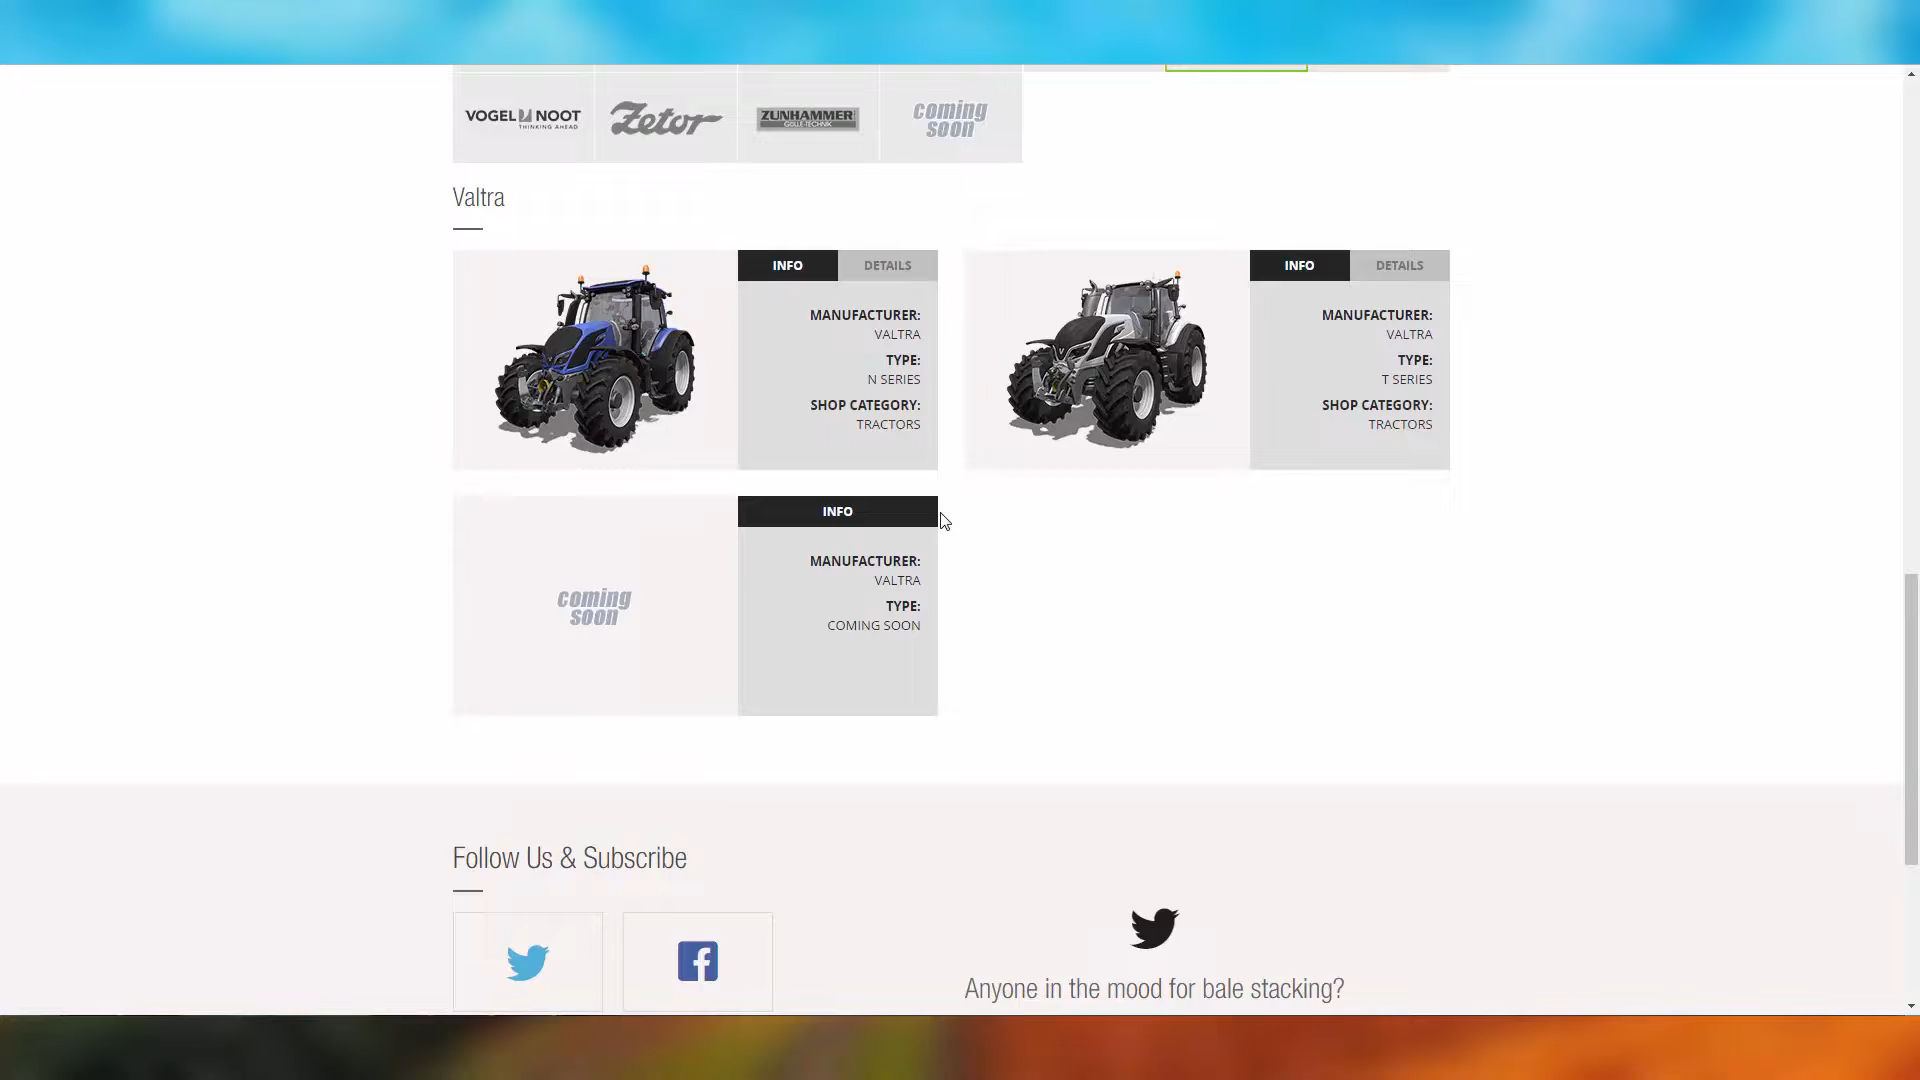 VOGEL NOOT
THINKING AHEAD
Zetor
ZUNHAMMER
GÜLLE-TECHNIK
coming
soon
Valtra
INFO
DETAILS
MANUFACTURER:
VALTRA
TYPE:
N SERIES
SHOP CATEGORY:
TRACTORS
INFO
DETAILS
MANUFACTURER:
VALTRA
TYPE:
T SERIES
SHOP CATEGORY:
TRACTORS
coming
soon
INFO
MANUFACTURER:
VALTRA
TYPE:
COMING SOON
Follow Us & Subscribe
Anyone in the mood for bale stacking?